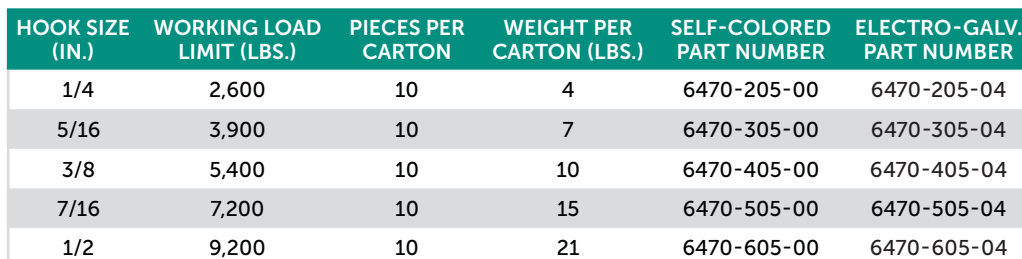 HOOK SIZE (IN.) WORKING LOAD LIMIT (LBS.) PIECES PER CARTON WEIGHT PER CARTON (LBS.) SELF-COLORED PART NUMBER ELECTRO-GALV. PART NUMBER
1/4 2,600 10 4 6470-205-00 6470-205-04
5/16 3,900 10 7 6470-305-00 6470-305-04
3/8 5,400 10 10 6470-405-00 6470-405-04
7/16 7,200 10 15 6470-505-00 6470-505-04
1/2 9,200 10 21 6470-605-00 6470-605-04